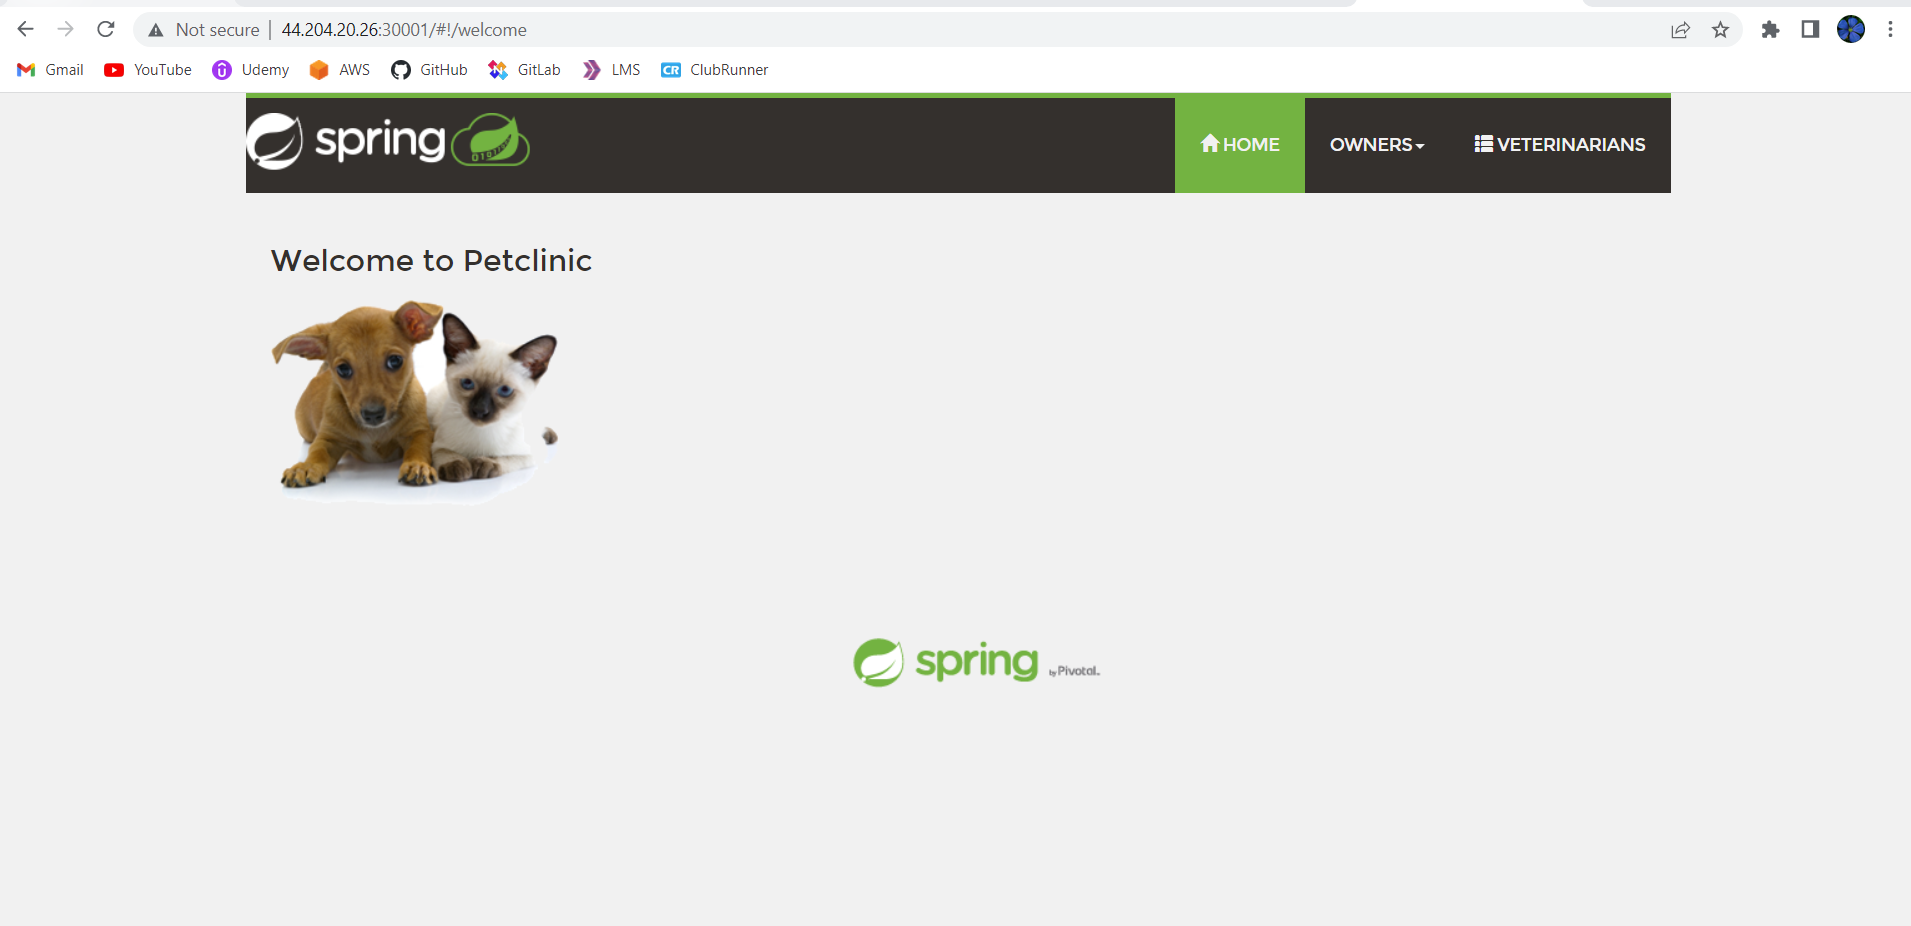 Not secure 44.204.20.26:30001/#!/welcome
Gmail YouTube Udemy AWS GitHub GitLab CR LMS ClubRunner
spring HOME OWNERS VETERINARIANS
Welcome to Petclinic
spring by Pivotal.